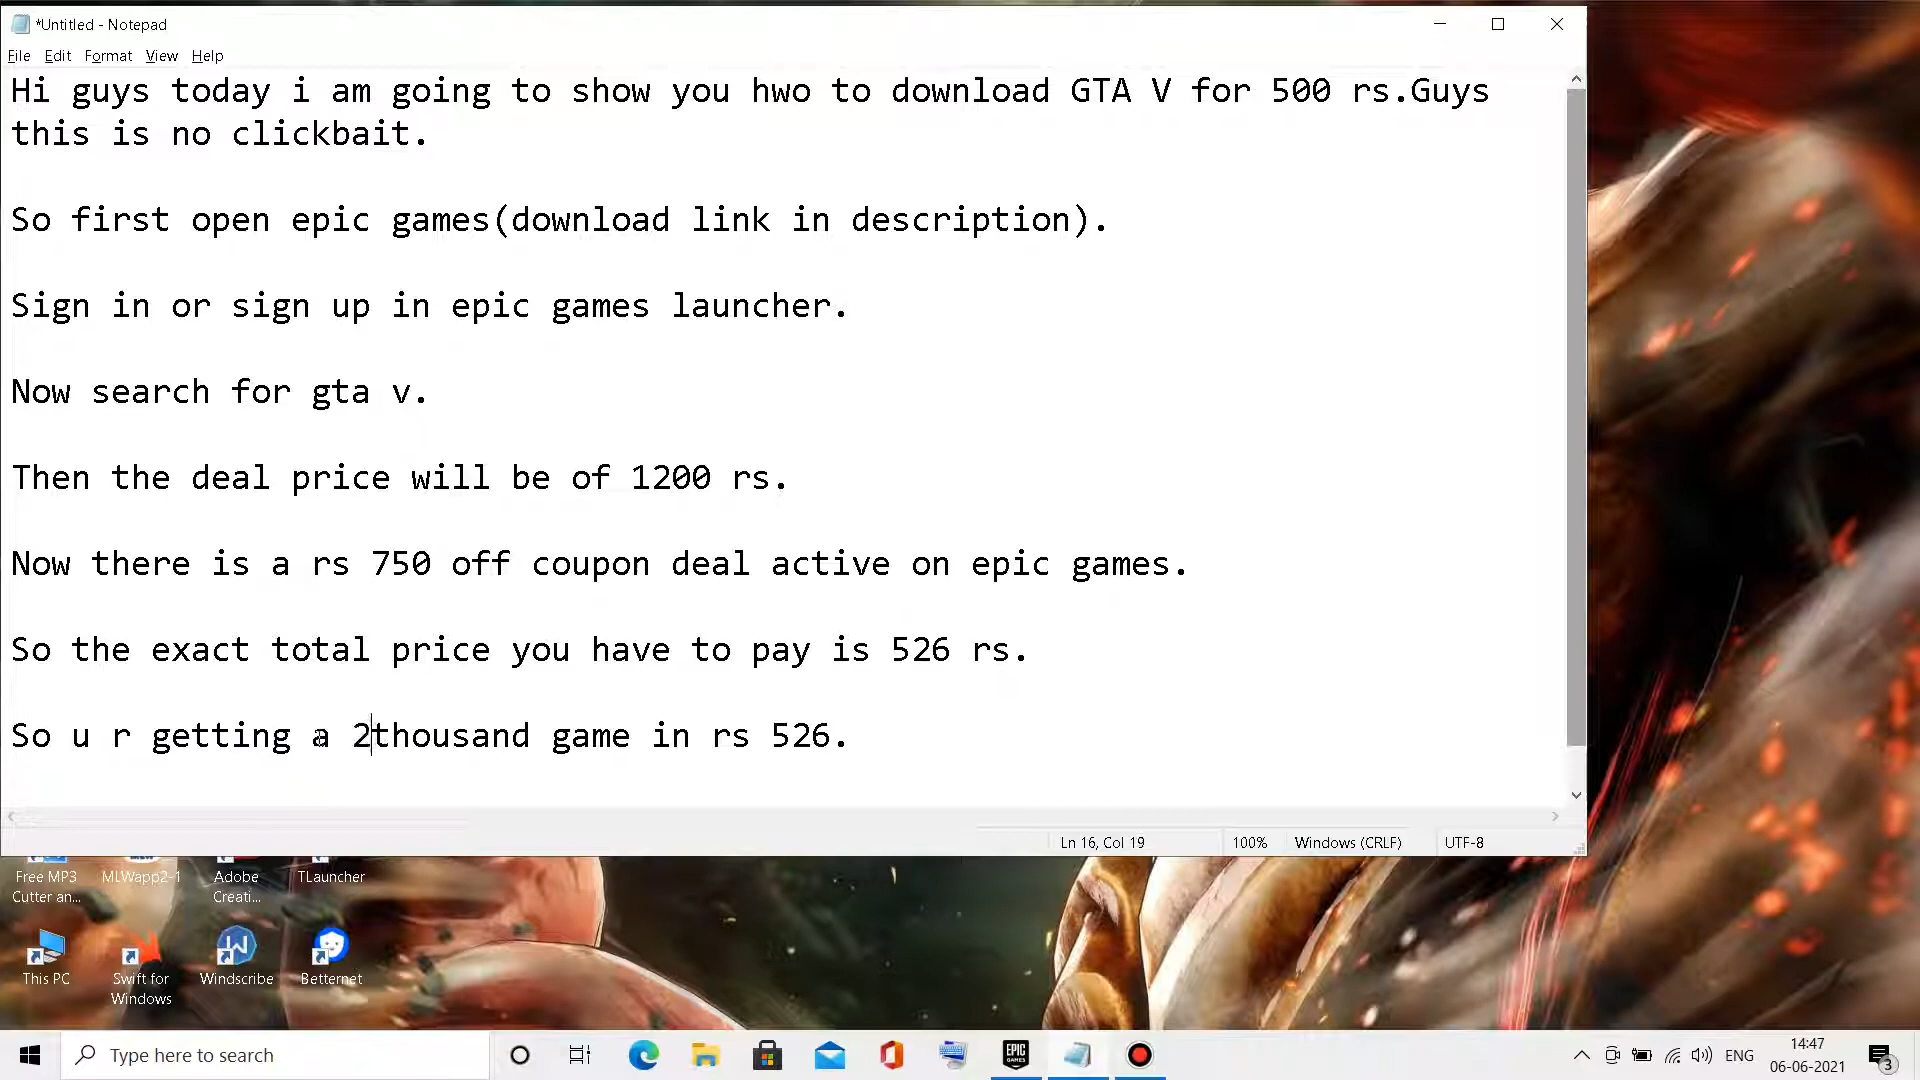 *Untitled - Notepad
File Edit Format View Help
Hi guys today i am going to show you hwo to download GTA V for 500 rs.Guys
this is no clickbait.
So first open epic games(download link in description).
Sign in or sign up in epic games launcher.
Now search for gta v.
Then the deal price will be of 1200 rs.
Now there is a rs 750 off coupon deal active on epic games.
So the exact total price you have to pay is 526 rs.
So u r getting a 2thousand game in rs 526.
Ln 16, Col 19 100% Windows (CRLF) UTF-8
Free MP3 Cutter an...
MLWapp2-1
Adobe Creati...
TLauncher
This PC
Swift for Windows
Windscribe
Betternet
Type here to search
EPIC GAMES
ENG
14:47
06-06-2021
3